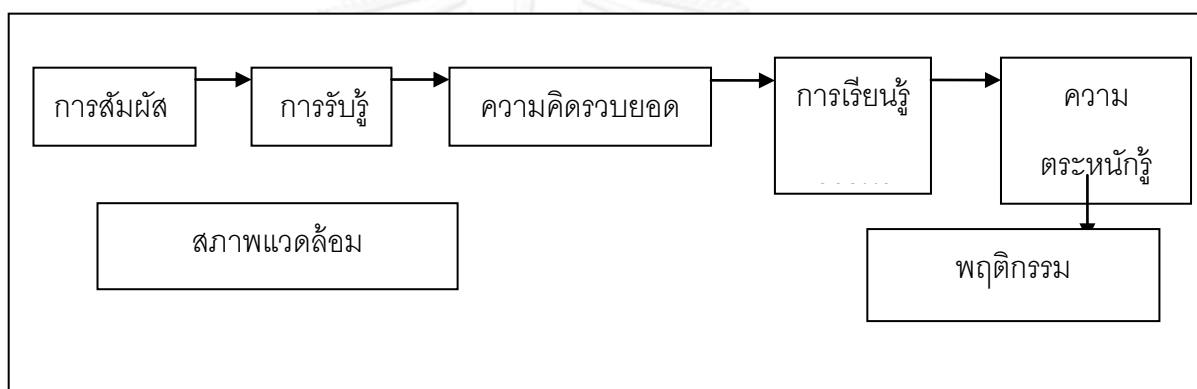 การสัมผัส
การรับรู้
ความคิดรวบยอด
การเรียนรู้
ความ
ตระหนักรู้
สภาพแวดล้อม
พฤติกรรม